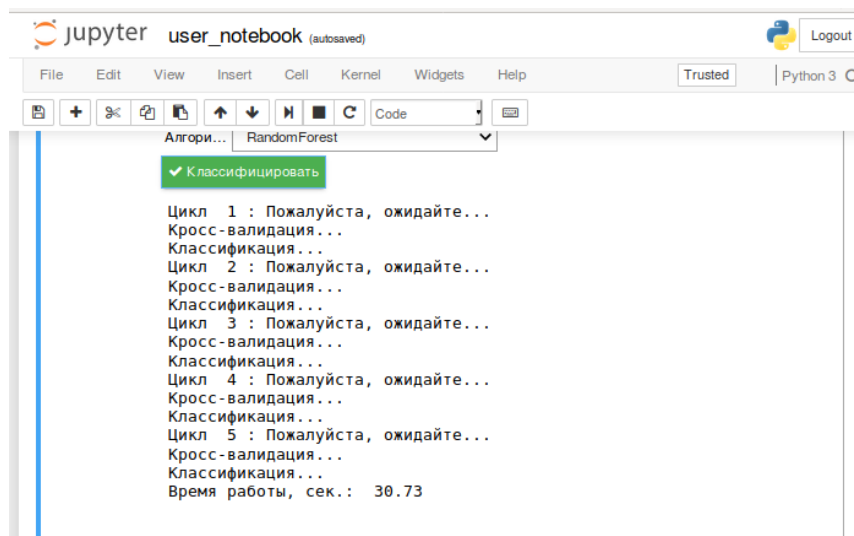 jupyter user_notebook (autosaved) Logout
File Edit View Insert Cell Kernel Widgets Help Trusted Python 3
Code
Алгори... RandomForest
Классифицировать
Цикл 1 : Пожалуйста, ожидайте...
Кросс-валидация...
Классификация...
Цикл 2 : Пожалуйста, ожидайте...
Кросс-валидация...
Классификация...
Цикл 3 : Пожалуйста, ожидайте...
Кросс-валидация...
Классификация...
Цикл 4 : Пожалуйста, ожидайте...
Кросс-валидация...
Классификация...
Цикл 5 : Пожалуйста, ожидайте...
Кросс-валидация...
Классификация...
Время работы, сек.: 30.73